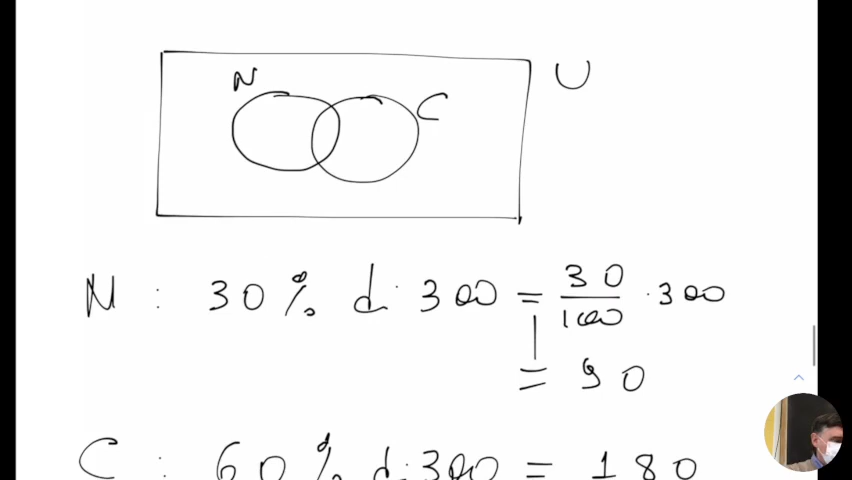 N
U
C
N : 30% di 300 = 30/100 · 300
= 90
C : 60% di 300 = 180